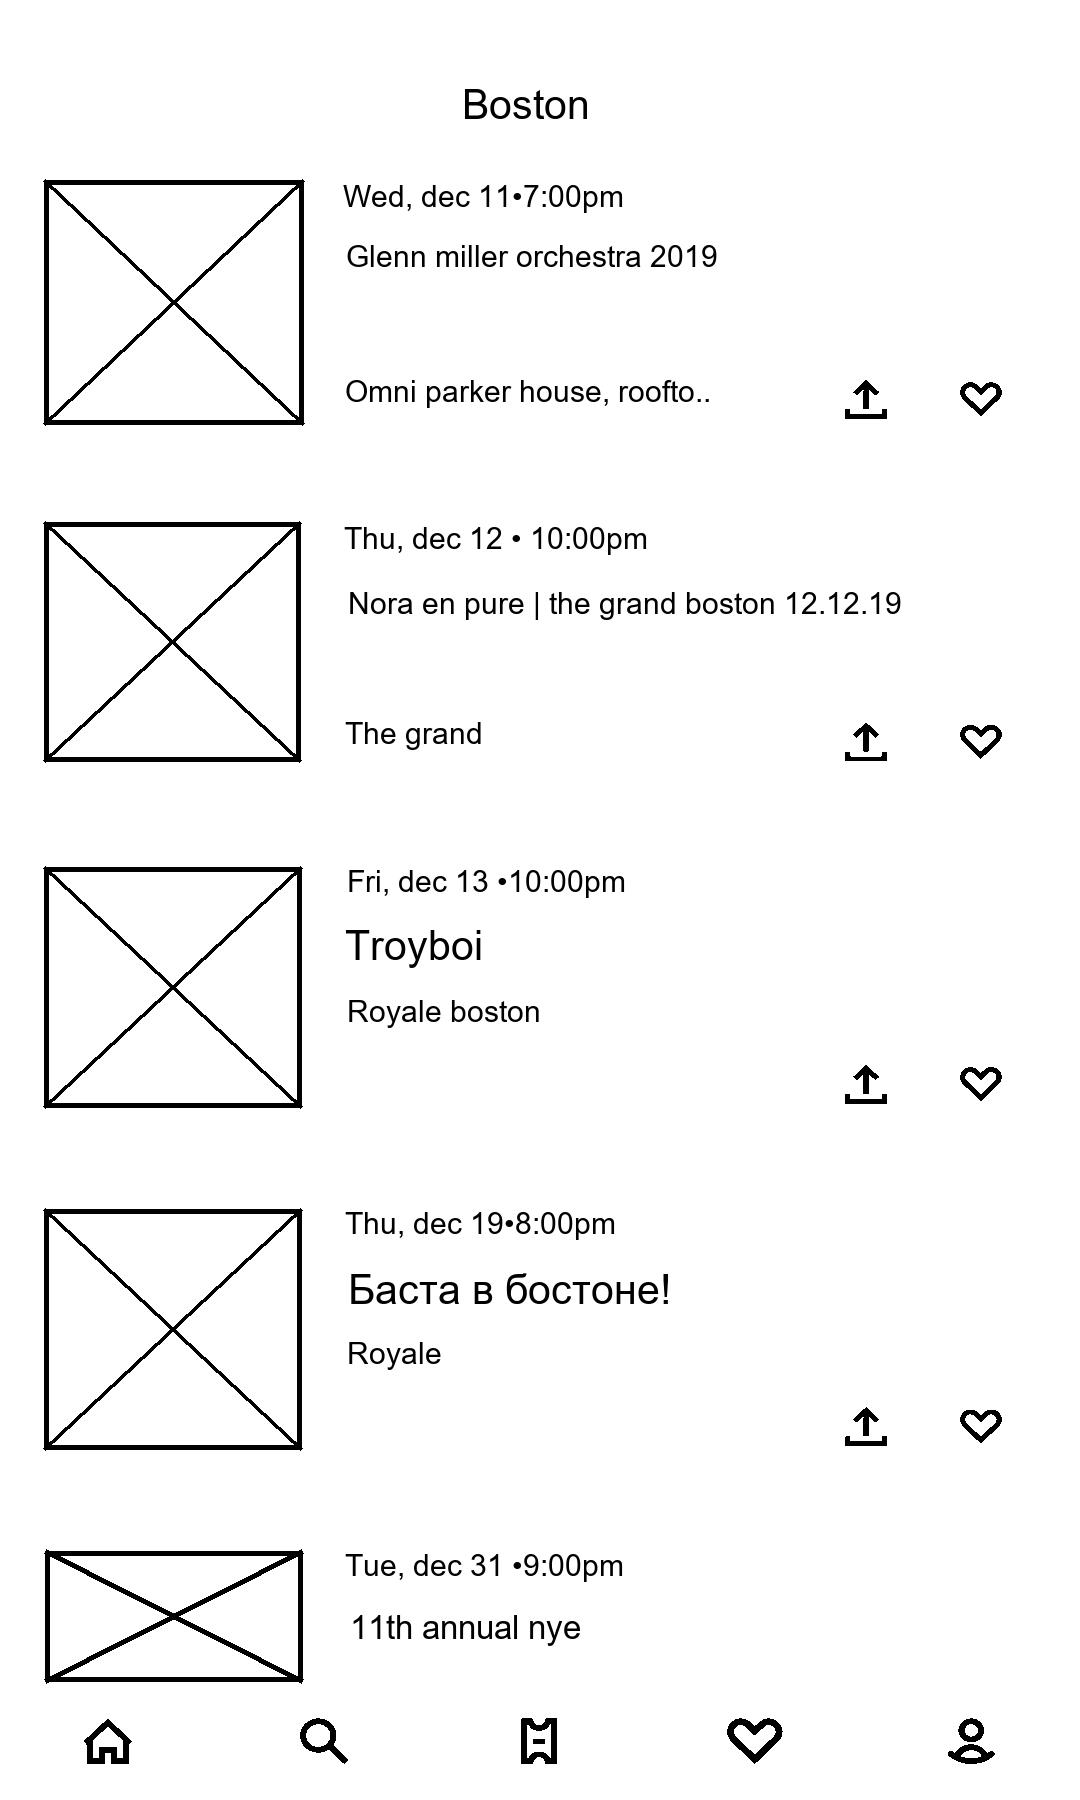 Boston
Wed, dec 11•7:00pm
Glenn miller orchestra 2019
Omni parker house, roofto..
Thu, dec 12 • 10:00pm
Nora en pure | the grand boston 12.12.19
The grand
Fri, dec 13 •10:00pm
Troyboi
Royale boston
Thu, dec 19•8:00pm
Баста в бостоне!
Royale
Tue, dec 31 •9:00pm
11th annual nye